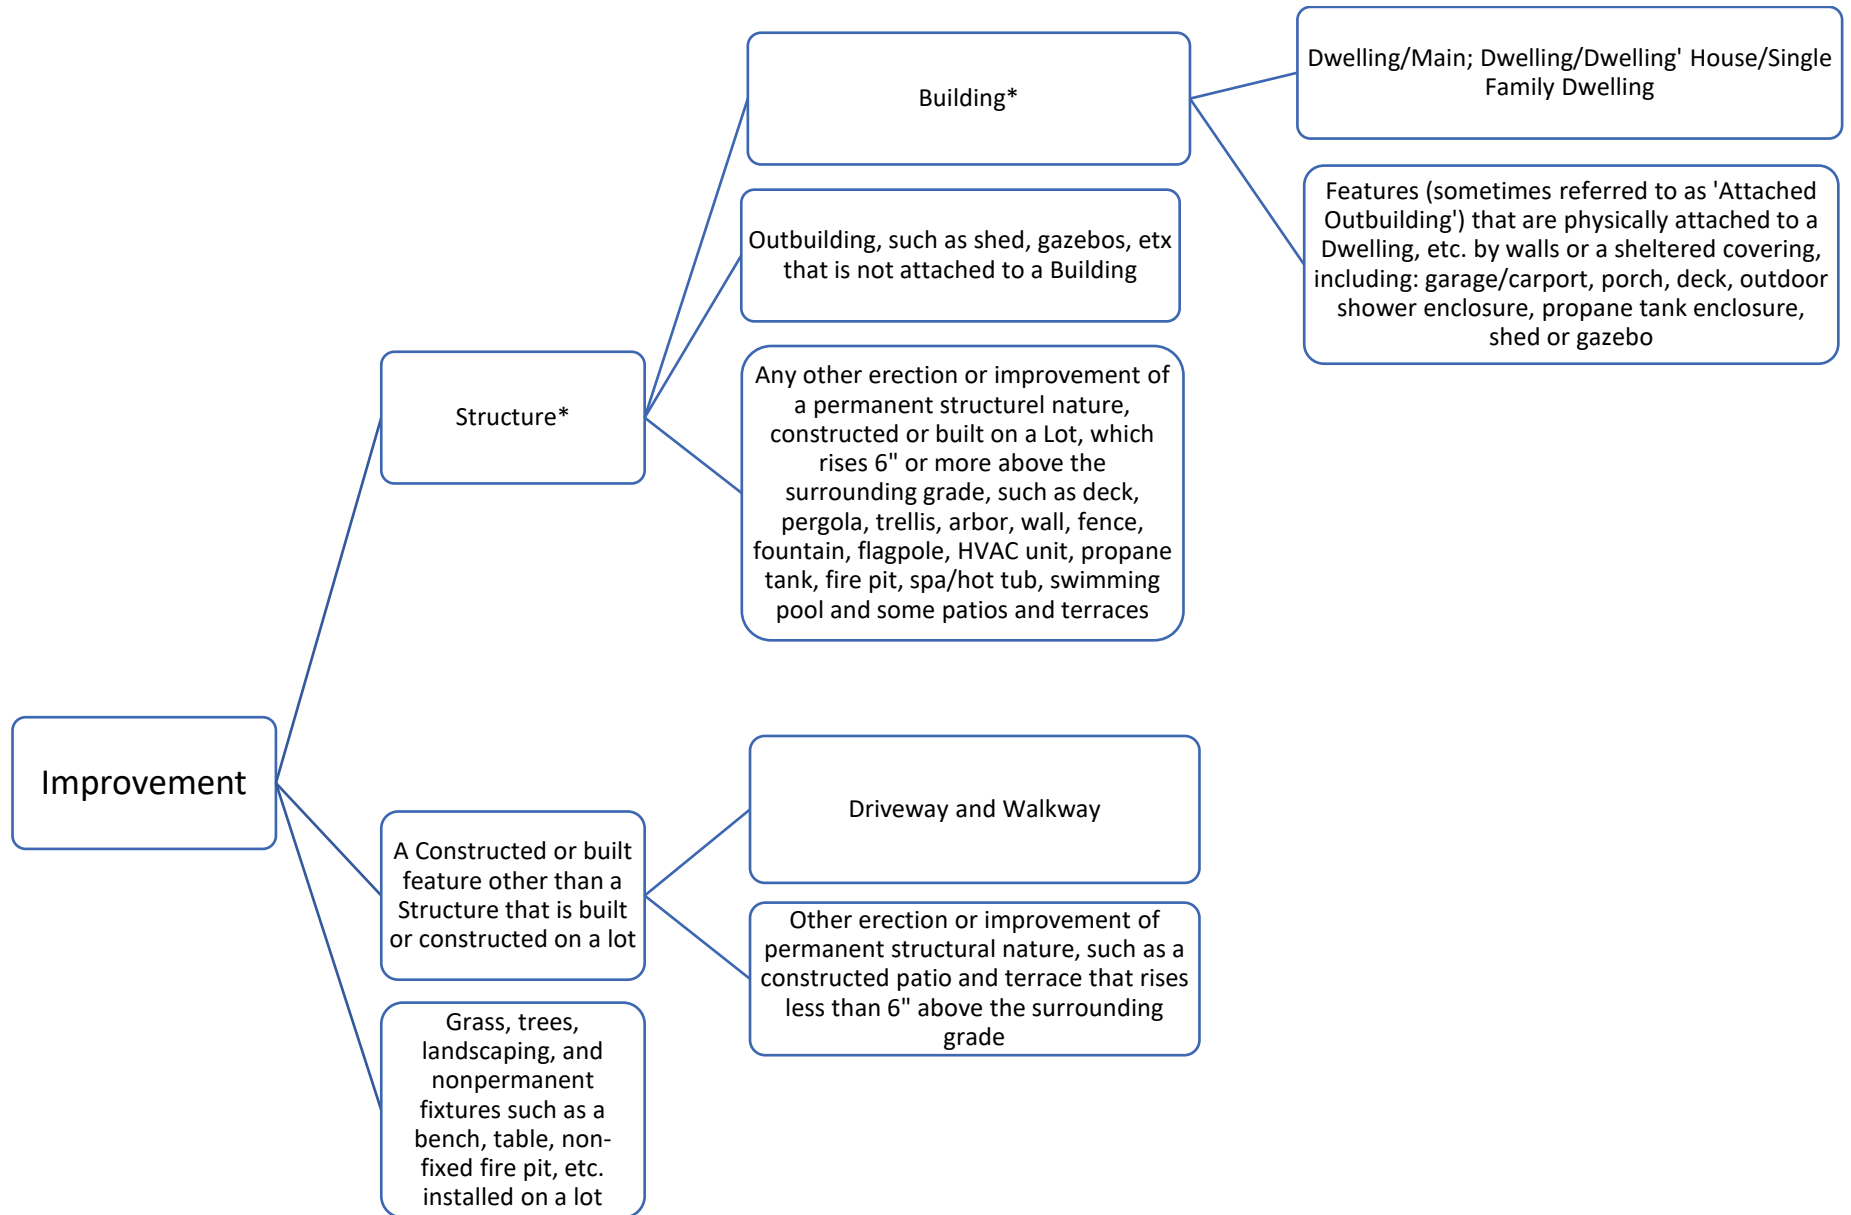 Improvement
Structure*
Building*
Dwelling/Main; Dwelling/Dwelling' House/Single
Family Dwelling
Features (sometimes referred to as 'Attached
Outbuilding') that are physically attached to a
Dwelling, etc. by walls or a sheltered covering,
including: garage/carport, porch, deck, outdoor
shower enclosure, propane tank enclosure,
shed or gazebo
Outbuilding, such as shed, gazebos, etx
that is not attached to a Building
Any other erection or improvement of
a permanent structurel nature,
constructed or built on a Lot, which
rises 6" or more above the
surrounding grade, such as deck,
pergola, trellis, arbor, wall, fence,
fountain, flagpole, HVAC unit, propane
tank, fire pit, spa/hot tub, swimming
pool and some patios and terraces
A Constructed or built
feature other than a
Structure that is built
or constructed on a lot
Driveway and Walkway
Other erection or improvement of
permanent structural nature, such as a
constructed patio and terrace that rises
less than 6" above the surrounding
grade
Grass, trees,
landscaping, and
nonpermanent
fixtures such as a
bench, table, non-
fixed fire pit, etc.
installed on a lot